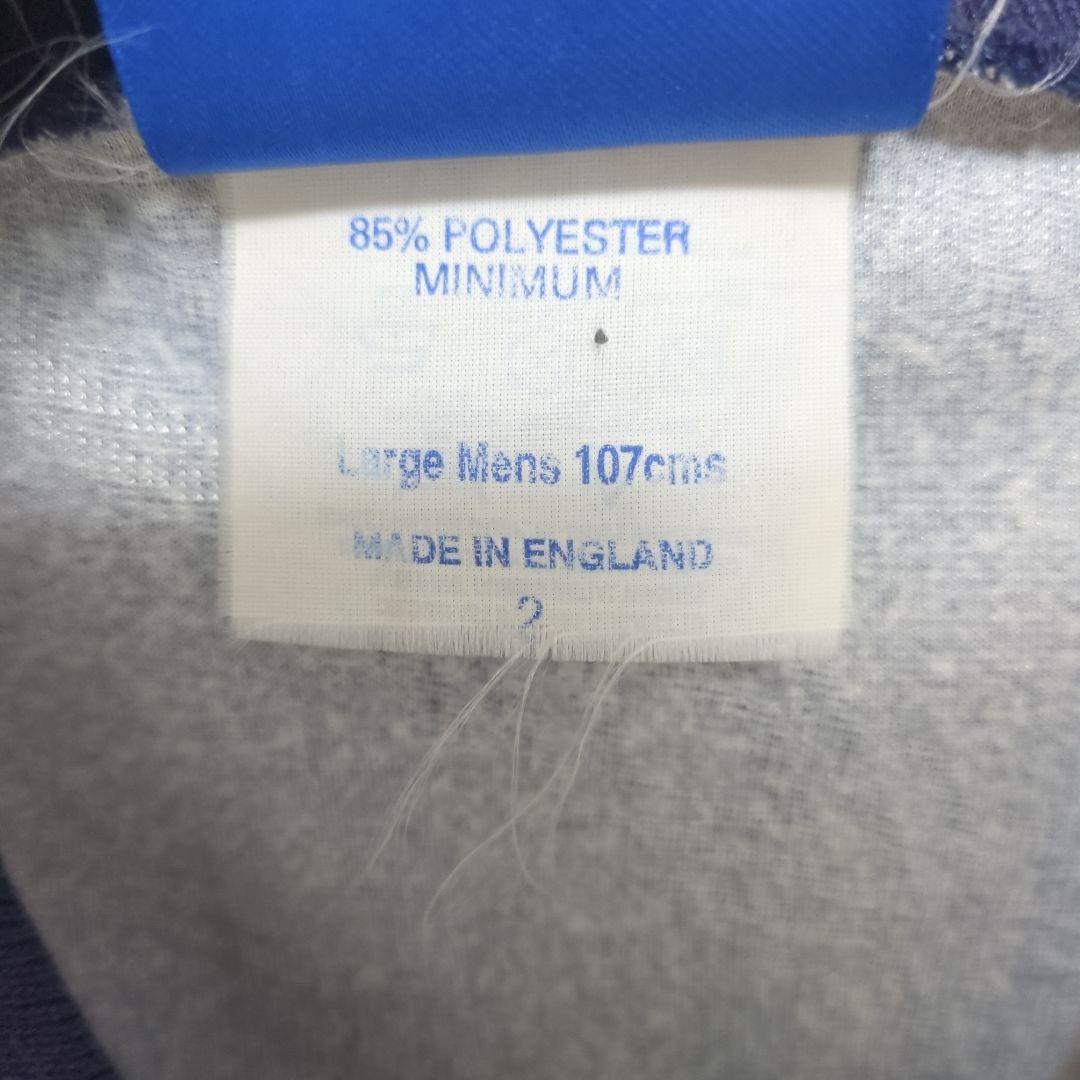 85% POLYESTER
MINIMUM
Large Mens 107cms
MADE IN ENGLAND
2